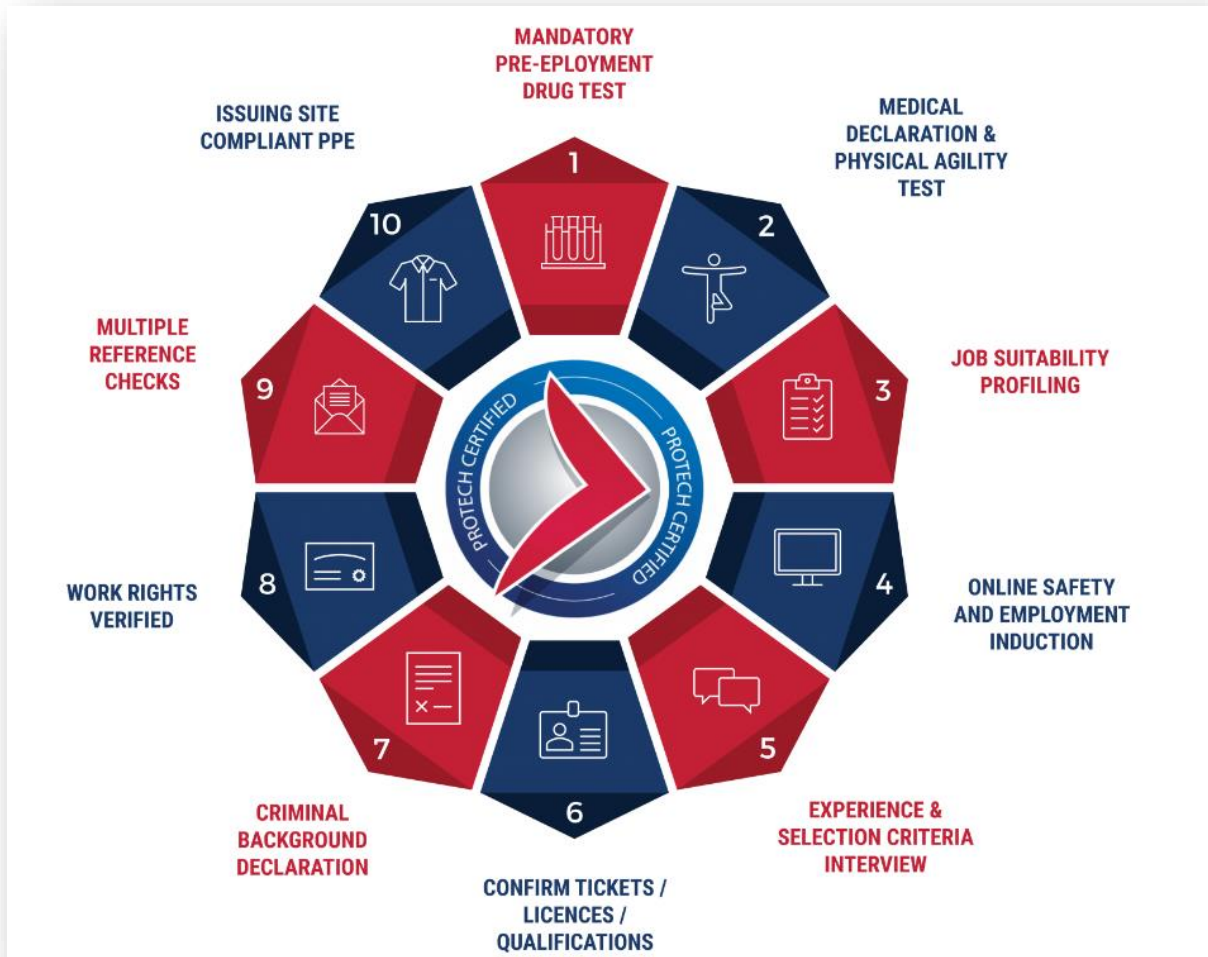 MANDATORY
PRE-EPLOYMENT
DRUG TEST
1
MEDICAL
DECLARATION &
PHYSICAL AGILITY
TEST
2
JOB SUITABILITY
PROFILING
3
ONLINE SAFETY
AND EMPLOYMENT
INDUCTION
4
EXPERIENCE &
SELECTION CRITERIA
INTERVIEW
5
CONFIRM TICKETS /
LICENCES /
QUALIFICATIONS
6
CRIMINAL
BACKGROUND
DECLARATION
7
WORK RIGHTS
VERIFIED
8
MULTIPLE
REFERENCE
CHECKS
9
ISSUING SITE
COMPLIANT PPE
10
PROTECH CERTIFIED
PROTECH CERTIFIED